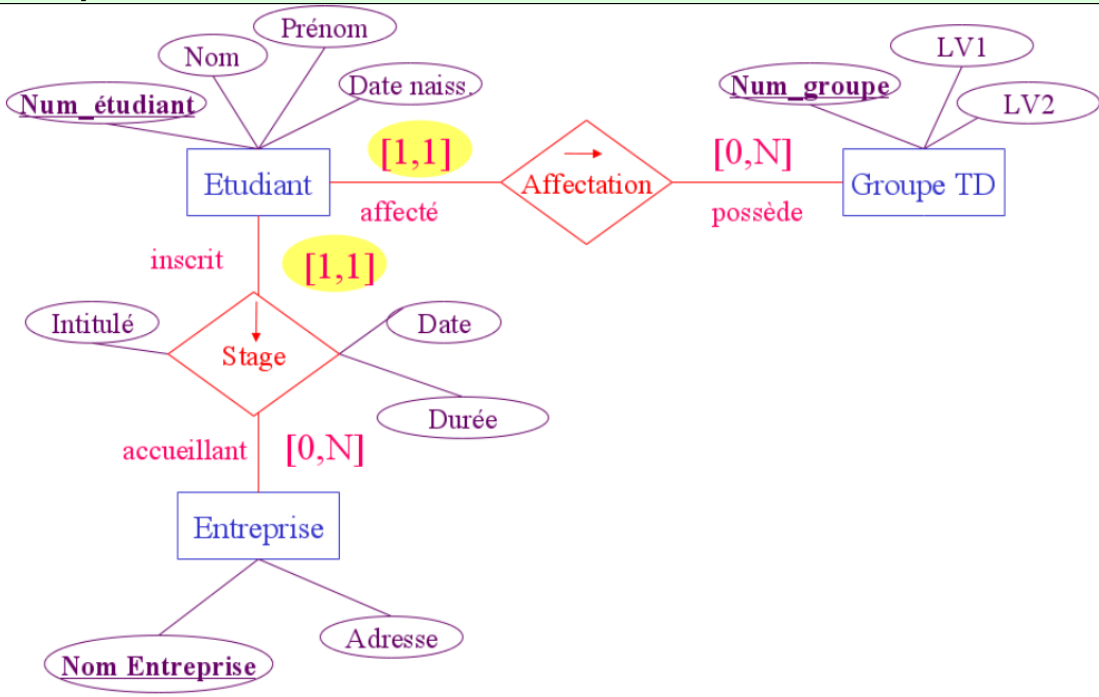 Prénom
Nom
LV1
Date naiss.
Num_groupe
Num_étudiant
LV2
[1,1]
[0,N]
Etudiant
Affectation
Groupe TD
affecté
possède
inscrit
[1,1]
Intitulé
Date
Stage
Durée
accueillant
[0,N]
Entreprise
Adresse
Nom Entreprise